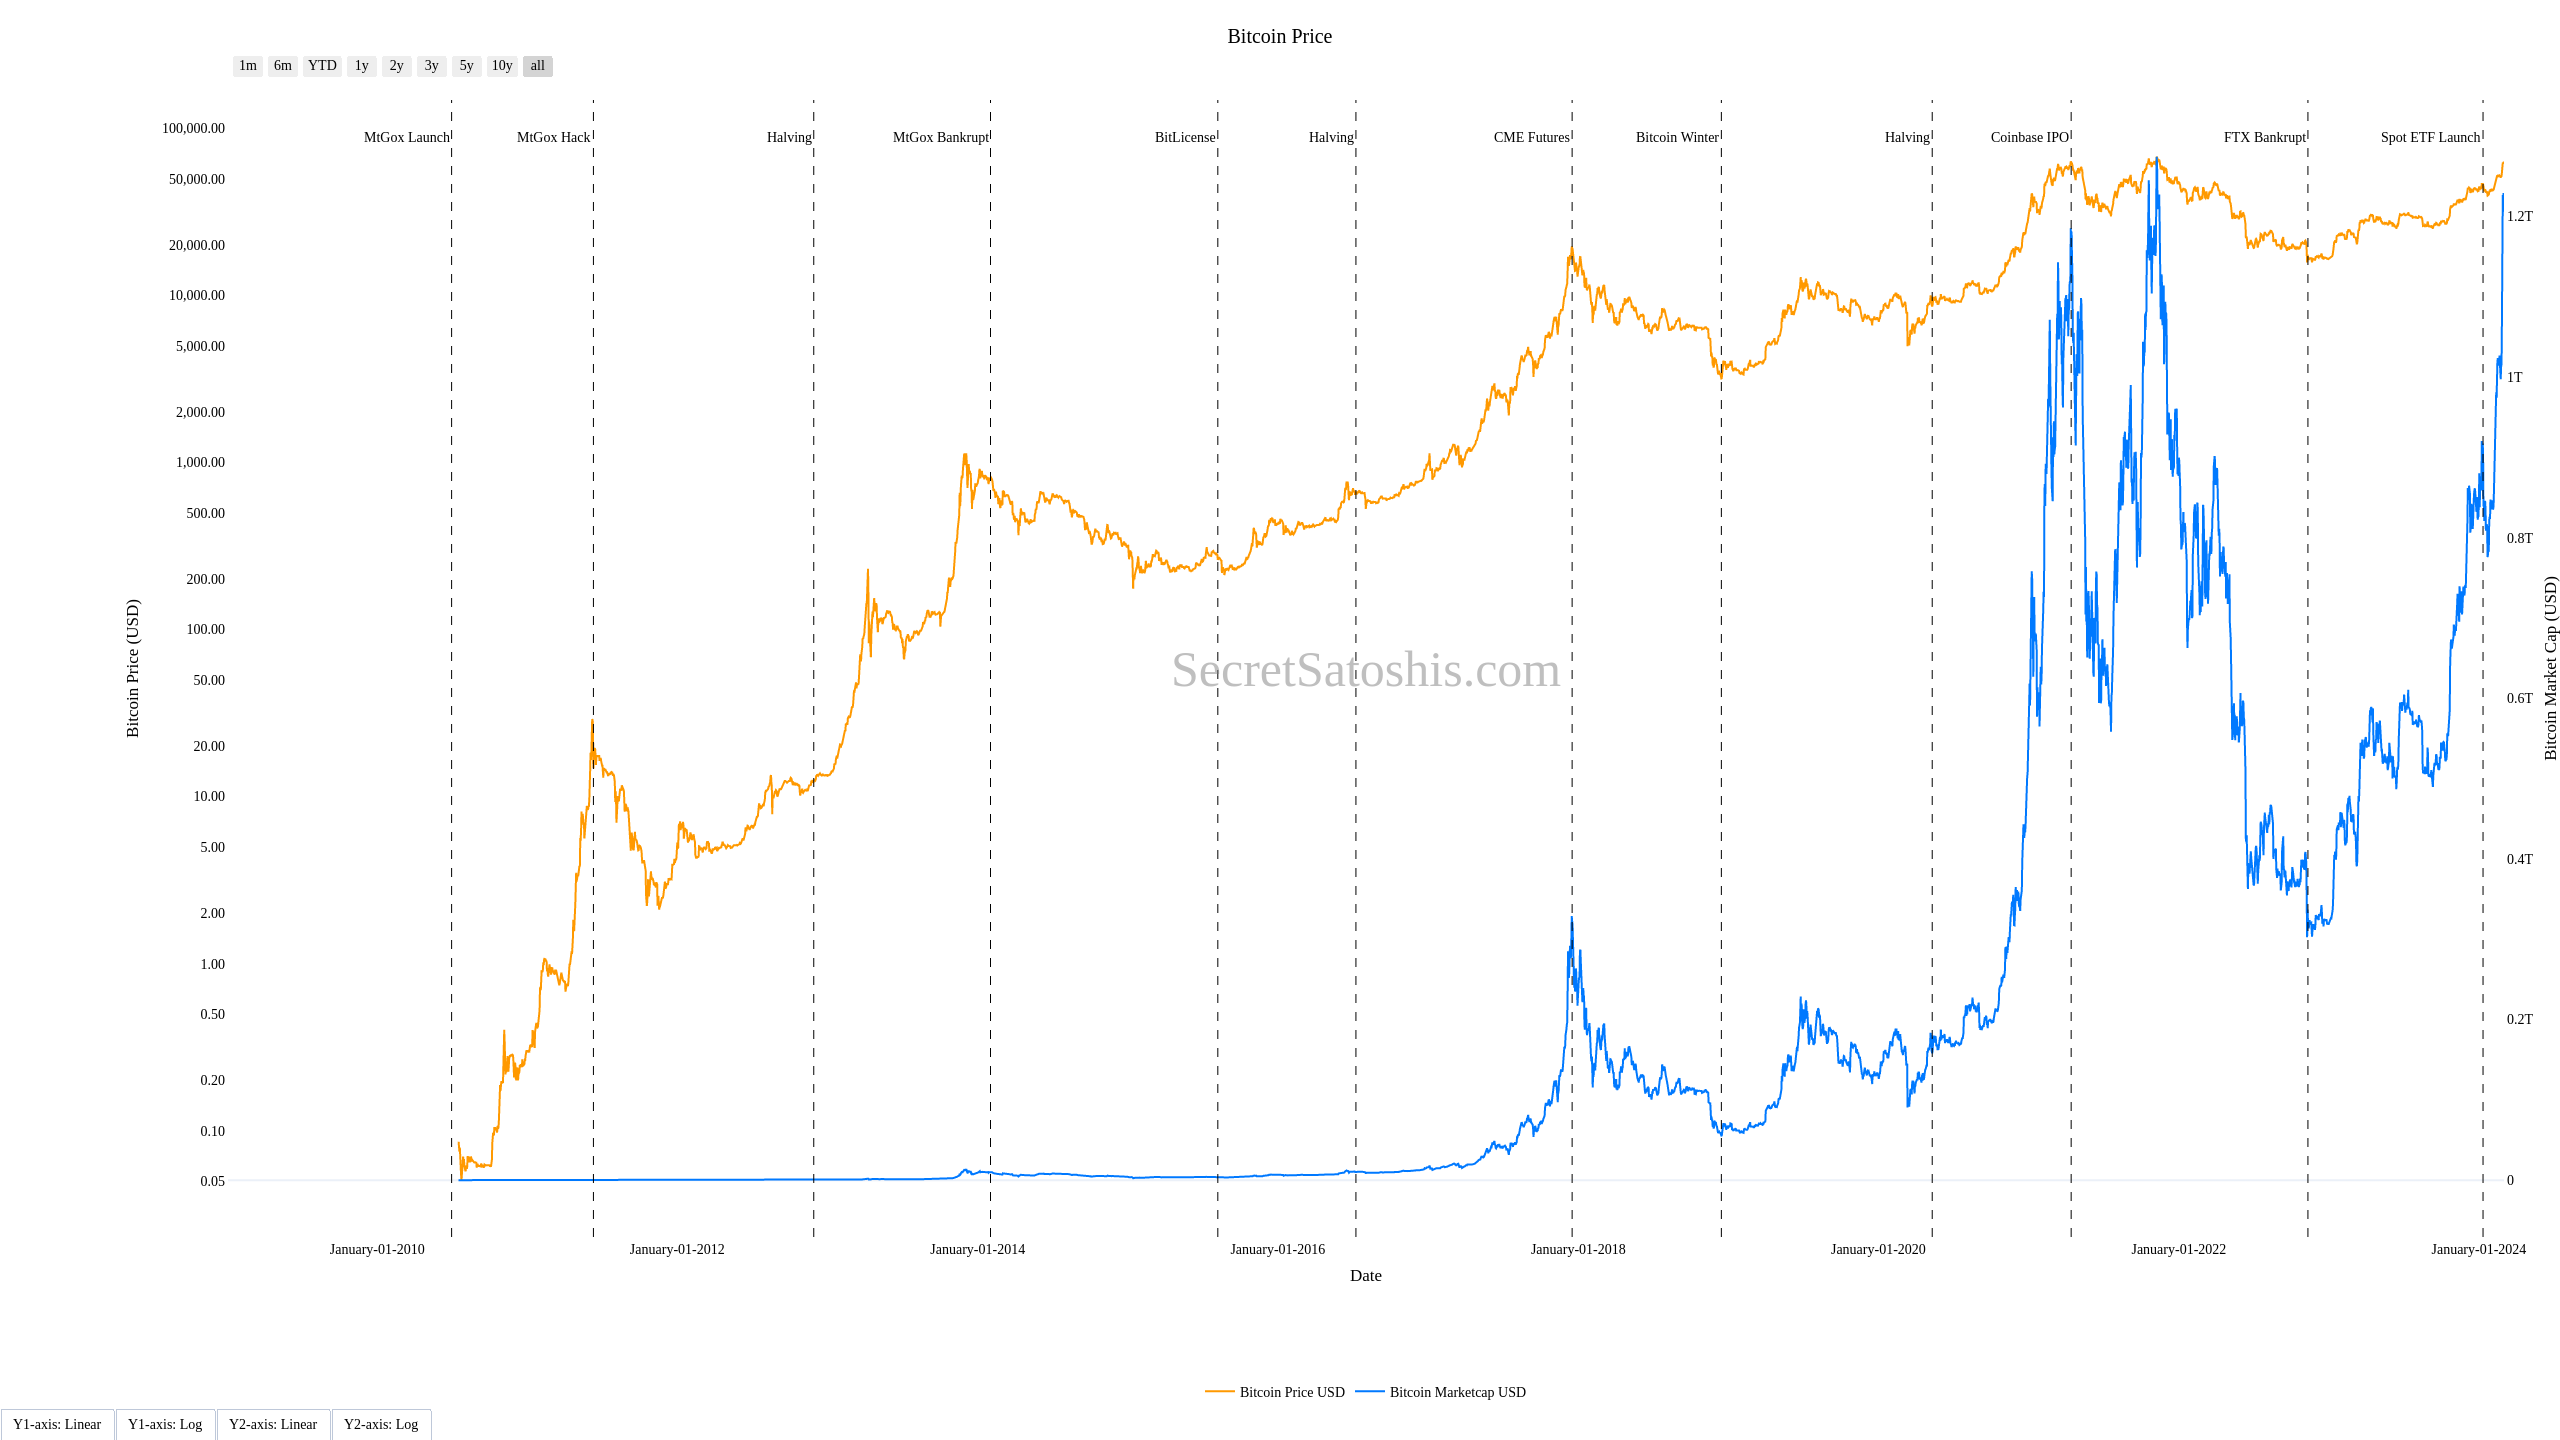 Bitcoin Price
1m 6m YTD 1y 2y 3y 5y 10y all
MtGox Launch MtGox Hack Halving MtGox Bankrupt BitLicense Halving CME Futures Bitcoin Winter Halving Coinbase IPO FTX Bankrupt Spot ETF Launch
100,000.00
50,000.00
20,000.00
10,000.00
5,000.00
2,000.00
1,000.00
500.00
200.00
100.00
50.00
20.00
10.00
5.00
2.00
1.00
0.50
0.20
0.10
0.05
Bitcoin Price (USD)
SecretSatoshis.com
1.2T
1T
0.8T
0.6T
0.4T
0.2T
0
Bitcoin Market Cap (USD)
January-01-2010 January-01-2012 January-01-2014 January-01-2016 January-01-2018 January-01-2020 January-01-2022 January-01-2024
Date
Bitcoin Price USD Bitcoin Marketcap USD
Y1-axis: Linear Y1-axis: Log Y2-axis: Linear Y2-axis: Log